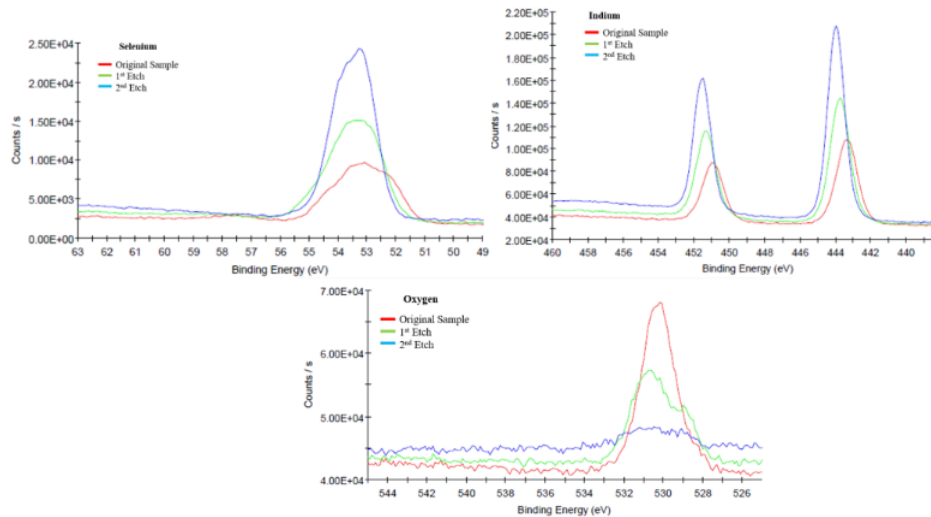 Selenium
Original Sample
1st Etch
2nd Etch
Counts / s
2.50E+04
2.00E+04
1.50E+04
1.00E+04
5.00E+03
0.00E+00
63 62 61 60 59 58 57 56 55 54 53 52 51 50 49
Binding Energy (eV)
Indium
Original Sample
1st Etch
2nd Etch
Counts / s
2.20E+05
2.00E+05
1.80E+05
1.60E+05
1.40E+05
1.20E+05
1.00E+05
8.00E+04
6.00E+04
4.00E+04
2.00E+04
460 458 456 454 452 450 448 446 444 442 440
Binding Energy (eV)
Oxygen
Original Sample
1st Etch
2nd Etch
Counts / s
7.00E+04
6.00E+04
5.00E+04
4.00E+04
544 542 540 538 536 534 532 530 528 526
Binding Energy (eV)